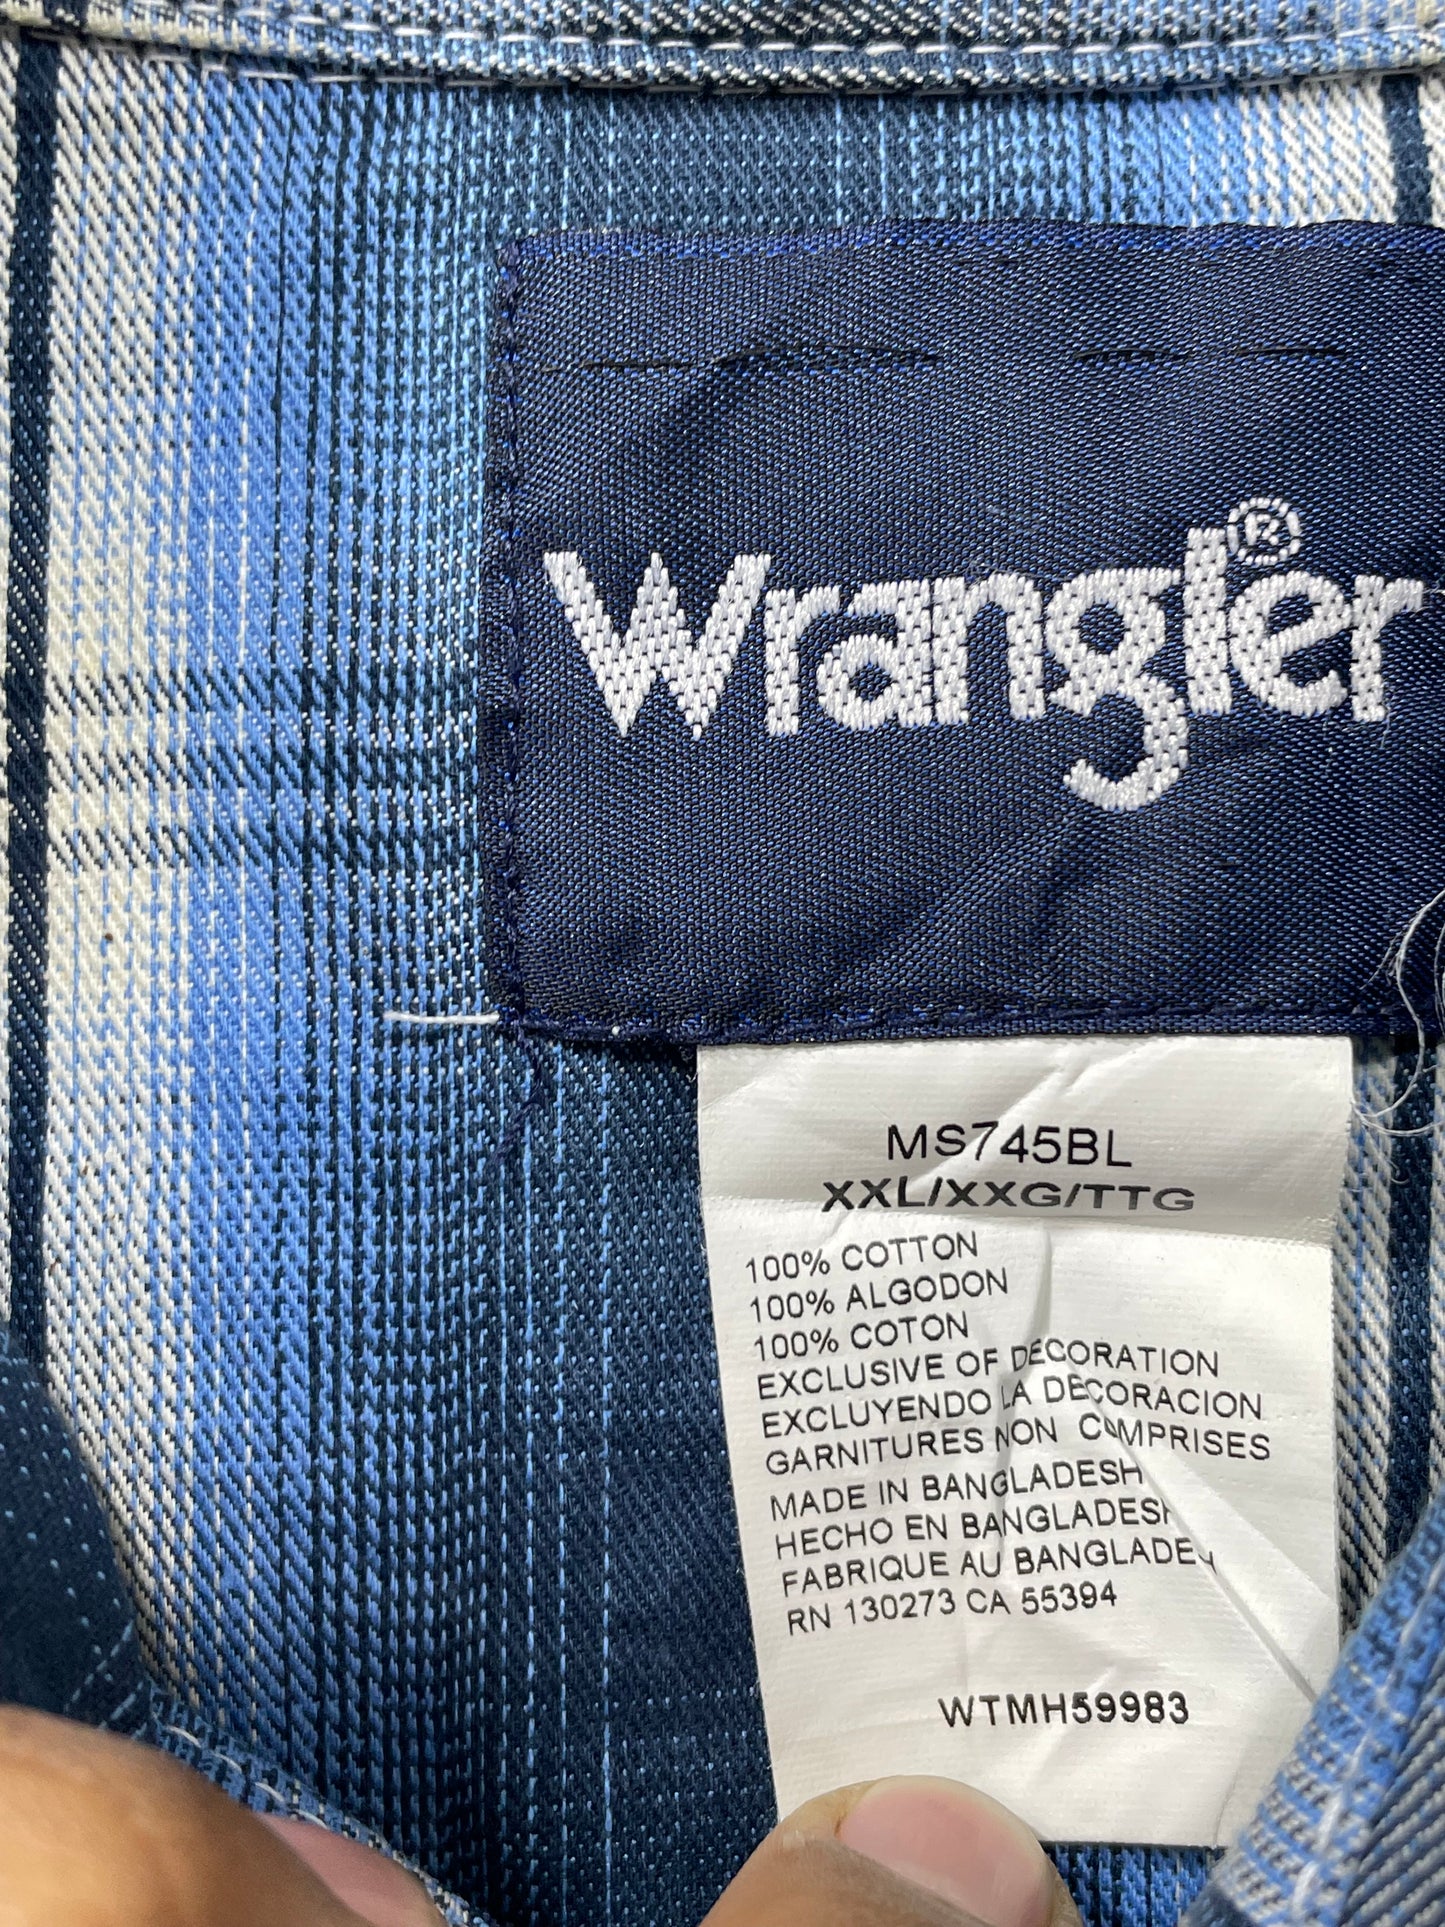 Wrangler®
MS745BL
XXL/XXG/TTG
100% COTTON
100% ALGODON
100% COTON
EXCLUSIVE OF DECORATION
EXCLUYENDO LA DECORACION
GARNITURES NON COMPRISES
MADE IN BANGLADESH
HECHO EN BANGLADESH
FABRIQUE AU BANGLADE
RN 130273 CA 55394
WTMH59983